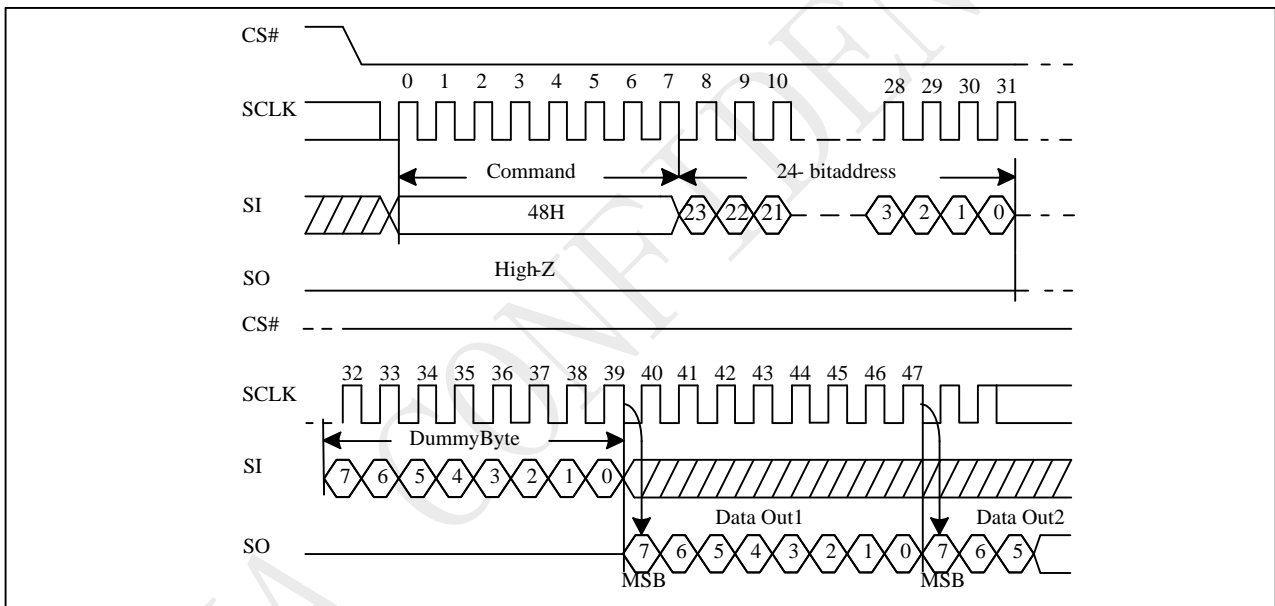 CS#
0 1 2 3 4 5 6 7 8 9 10 28 29 30 31
SCLK
Command 24- bitaddress
SI 48H 23 22 21 3 2 1 0
High-Z
SO
CS#
32 33 34 35 36 37 38 39 40 41 42 43 44 45 46 47
SCLK
DummyByte
SI 7 6 5 4 3 2 1 0
Data Out1 Data Out2
SO 7 6 5 4 3 2 1 0 7 6 5
MSB MSB
CONFIDEN